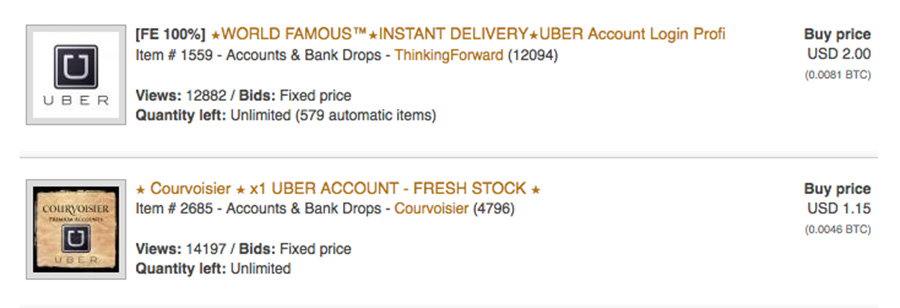 [FE 100%] ★WORLD FAMOUS™★INSTANT DELIVERY★UBER Account Login Profi
Item # 1559 - Accounts & Bank Drops - ThinkingForward (12094)
Views: 12882 / Bids: Fixed price
Quantity left: Unlimited (579 automatic items)
Buy price
USD 2.00
(0.0081 BTC)
U
UBER
★ Courvoisier ★ x1 UBER ACCOUNT - FRESH STOCK ★
Item # 2685 - Accounts & Bank Drops - Courvoisier (4796)
Views: 14197 / Bids: Fixed price
Quantity left: Unlimited
Buy price
USD 1.15
(0.0046 BTC)
COURVOISIER
PREMIUM ACCOUNTS
U
UBER